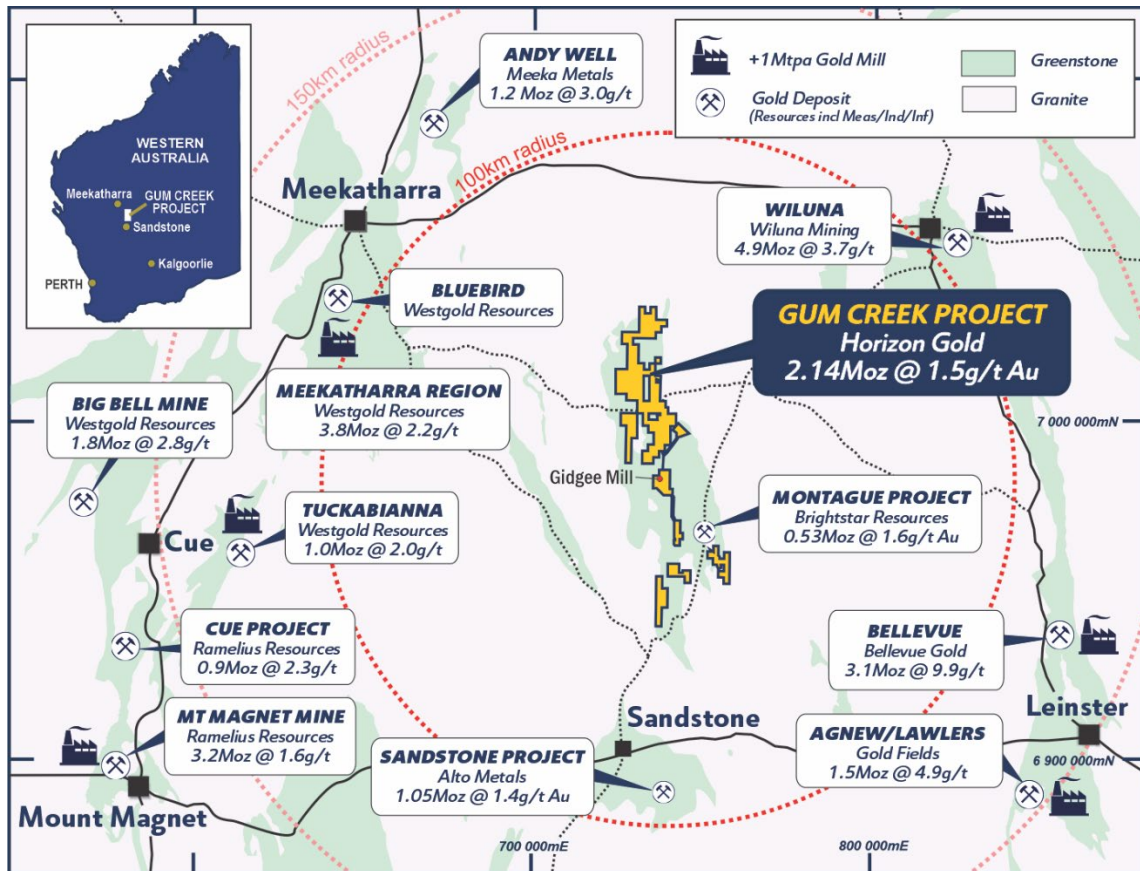 WESTERN
AUSTRALIA
Meekatharra
GUM CREEK
PROJECT
Sandstone
Kalgoorlie
PERTH
150km radius
100km radius
ANDY WELL
Meeka Metals
1.2 Moz @ 3.0g/t
+1Mtpa Gold Mill
Gold Deposit
(Resources incl Meas/Ind/Inf)
Greenstone
Granite
Meekatharra
WILUNA
Wiluna Mining
4.9Moz @ 3.7g/t
BLUEBIRD
Westgold Resources
GUM CREEK PROJECT
Horizon Gold
2.14Moz @ 1.5g/t Au
MEEKATHARRA REGION
Westgold Resources
3.8Moz @ 2.2g/t
BIG BELL MINE
Westgold Resources
1.8Moz @ 2.8g/t
7 000 000mN
Gidgee Mill
MONTAGUE PROJECT
Brightstar Resources
0.53Moz @ 1.6g/t Au
TUCKABIANNA
Westgold Resources
1.0Moz @ 2.0g/t
Cue
CUE PROJECT
Ramelius Resources
0.9Moz @ 2.3g/t
BELLEVUE
Bellevue Gold
3.1Moz @ 9.9g/t
MT MAGNET MINE
Ramelius Resources
3.2Moz @ 1.6g/t
Sandstone
Leinster
SANDSTONE PROJECT
Alto Metals
1.05Moz @ 1.4g/t Au
AGNEW/LAWLERS
Gold Fields
1.5Moz @ 4.9g/t
6 900 000mN
Mount Magnet
700 000mE
800 000mE